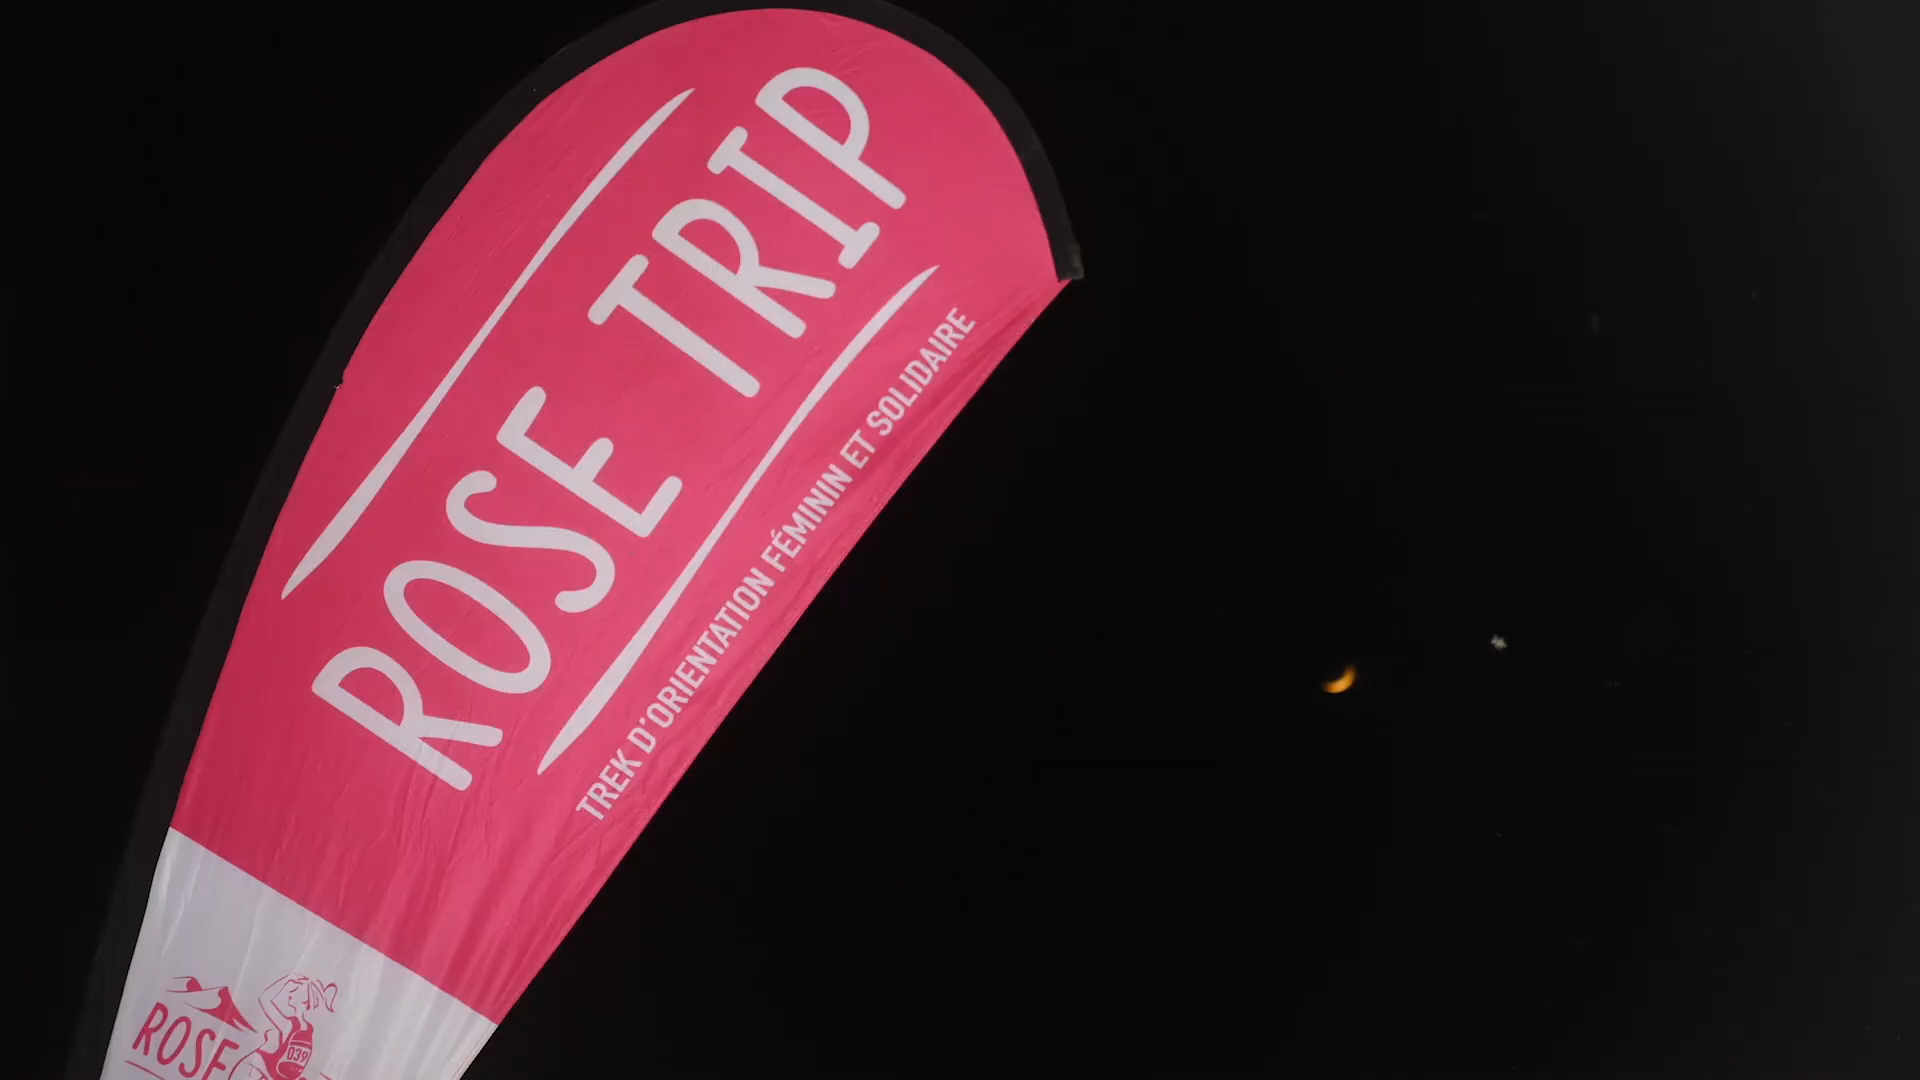 ROSE TRIP
TREK D'ORIENTATION FÉMININ ET SOLIDAIRE
ROSE
039